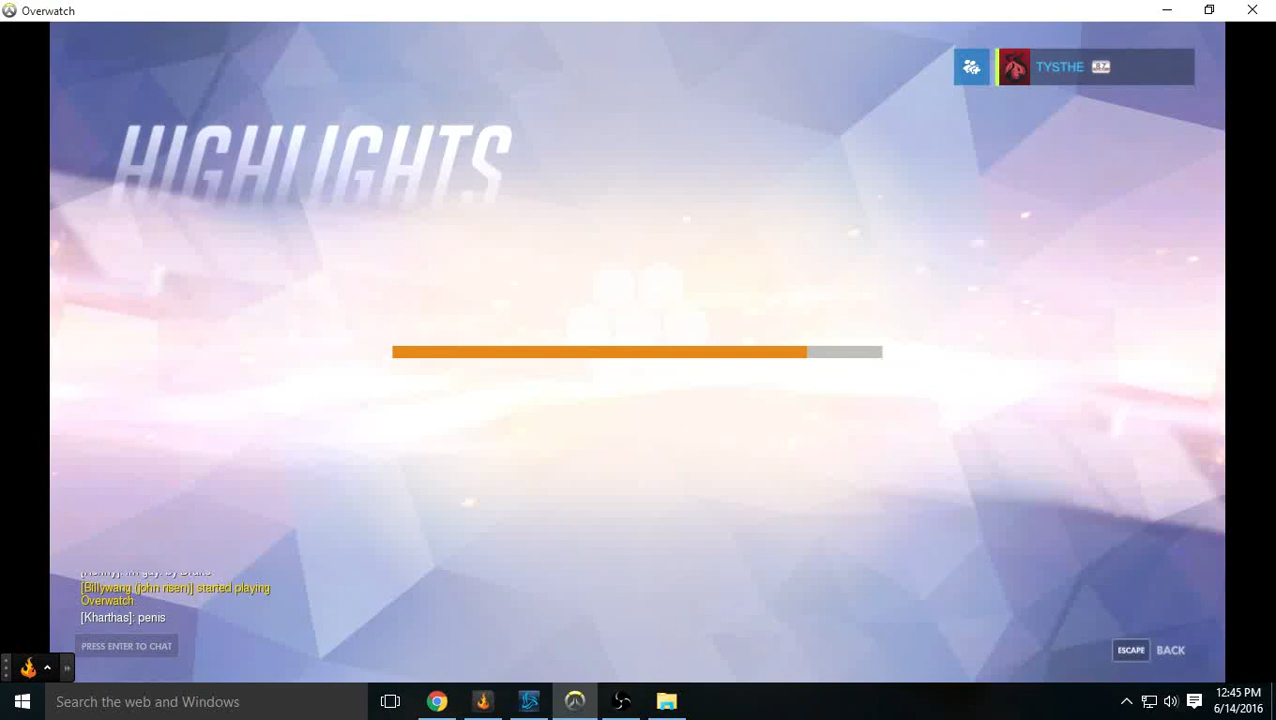 Overwatch
TYSTHE
HIGHLIGHTS
[Billywang (john risen)] started playing
Overwatch
[Kharthas]: penis
PRESS ENTER TO CHAT
ESCAPE BACK
Search the web and Windows
12:45 PM
6/14/2016